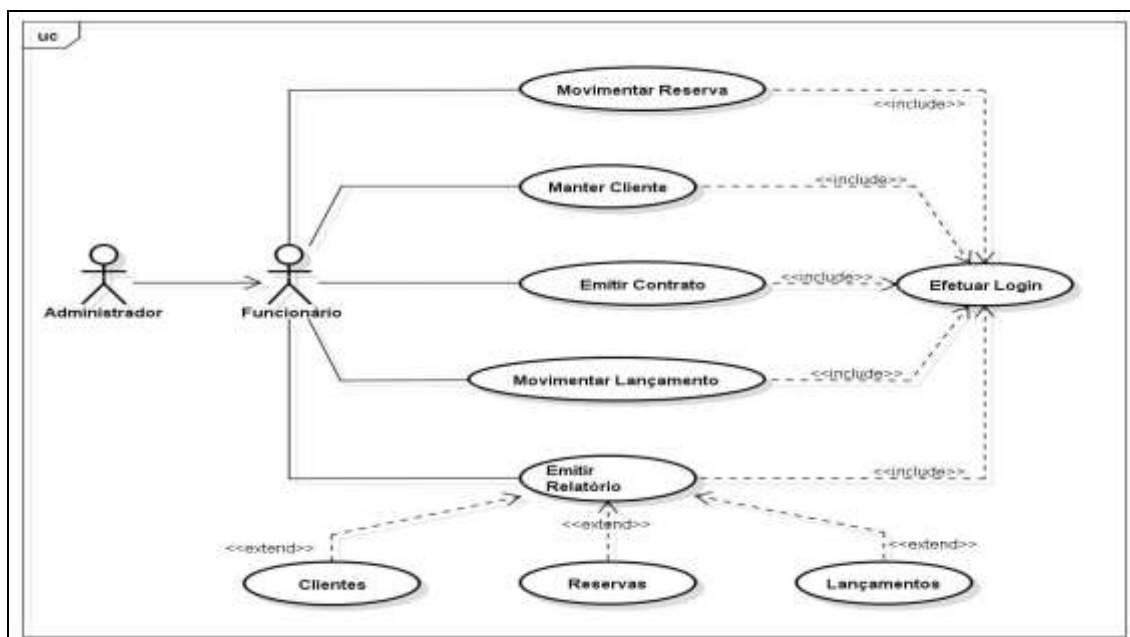 uc
Movimentar Reserva
<<include>>
Manter Cliente
<<include>>
Emitir Contrato
<<include>>
Efetuar Login
Administrador
Funcionário
Movimentar Lançamento
<<include>>
Emitir
Relatório
<<include>>
<<extend>>
<<extend>>
<<extend>>
Clientes
Reservas
Lançamentos